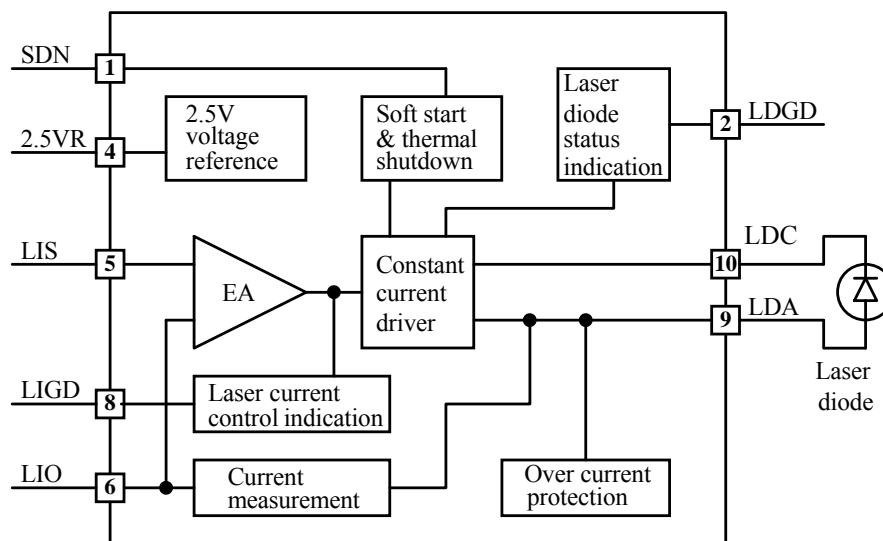 SDN
1
2.5VR
4
2.5V
voltage
reference
Soft start
& thermal
shutdown
Laser
diode
status
indication
2
LDGD
LIS
5
EA
Constant
current
driver
LDC
10
LDA
9
Laser
diode
LIGD
8
Laser current
control indication
LIO
6
Current
measurement
Over current
protection